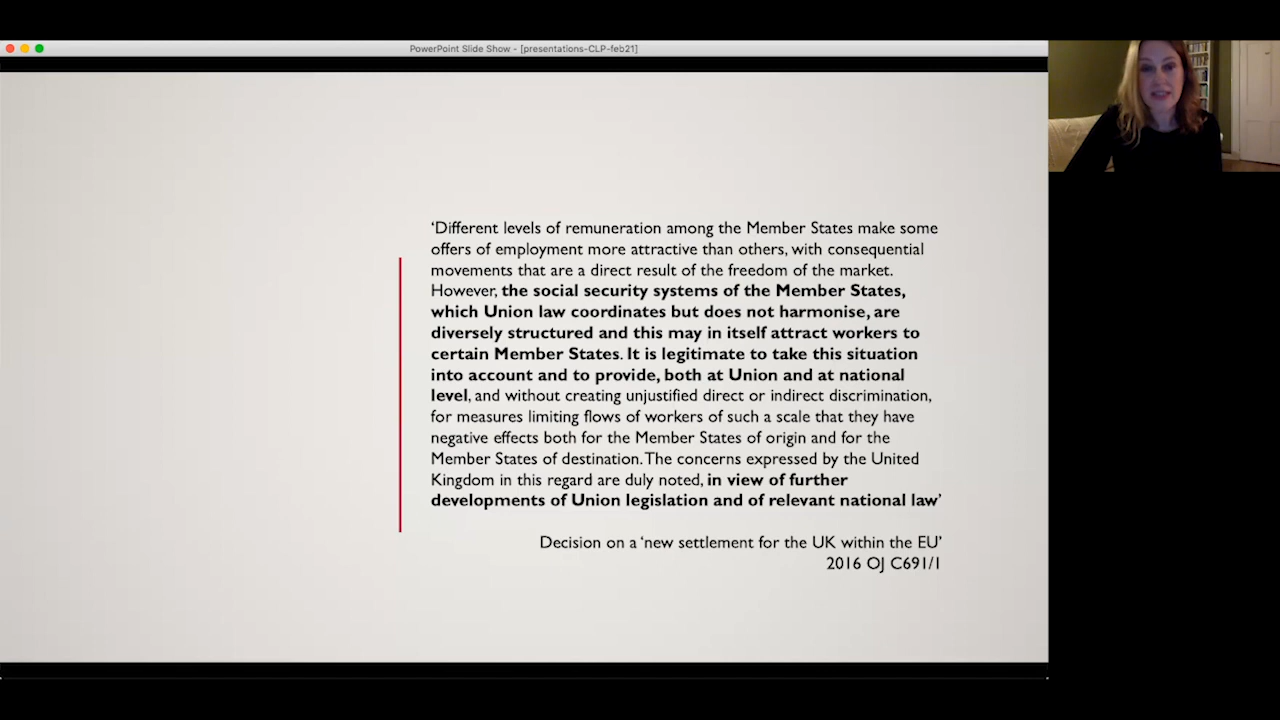 PowerPoint Slide Show - [presentations-CLP-feb21]
‘Different levels of remuneration among the Member States make some
offers of employment more attractive than others, with consequential
movements that are a direct result of the freedom of the market.
However, the social security systems of the Member States,
which Union law coordinates but does not harmonise, are
diversely structured and this may in itself attract workers to
certain Member States. It is legitimate to take this situation
into account and to provide, both at Union and at national
level, and without creating unjustified direct or indirect discrimination,
for measures limiting flows of workers of such a scale that they have
negative effects both for the Member States of origin and for the
Member States of destination. The concerns expressed by the United
Kingdom in this regard are duly noted, in view of further
developments of Union legislation and of relevant national law’
Decision on a ‘new settlement for the UK within the EU’
2016 OJ C691/1